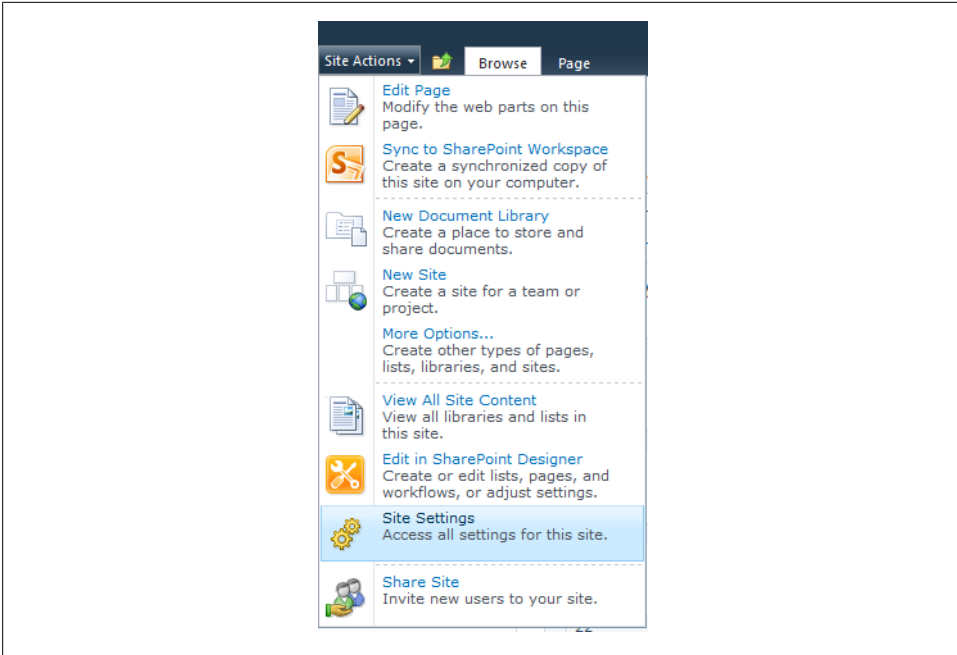 Site Actions Browse Page
Edit Page
Modify the web parts on this
page.
Sync to SharePoint Workspace
Create a synchronized copy of
this site on your computer.
New Document Library
Create a place to store and
share documents.
New Site
Create a site for a team or
project.
More Options...
Create other types of pages,
lists, libraries, and sites.
View All Site Content
View all libraries and lists in
this site.
Edit in SharePoint Designer
Create or edit lists, pages, and
workflows, or adjust settings.
Site Settings
Access all settings for this site.
Share Site
Invite new users to your site.